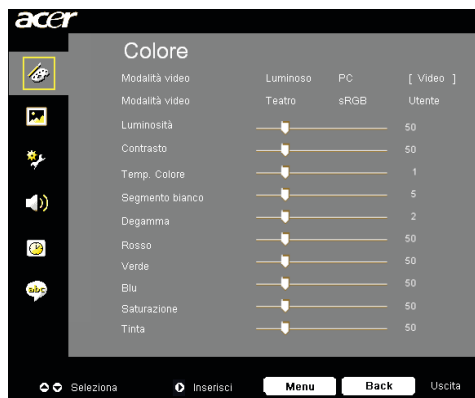 acer
Colore
Modalità video Luminoso PC [ Video ]
Modalità video Teatro sRGB Utente
Luminosità 50
Contrasto 50
Temp. Colore 1
Segmento bianco 5
Degamma 2
Rosso 50
Verde 50
Blu 50
Saturazione 50
Tinta 50
abc
Seleziona Inserisci Menu Back Uscita